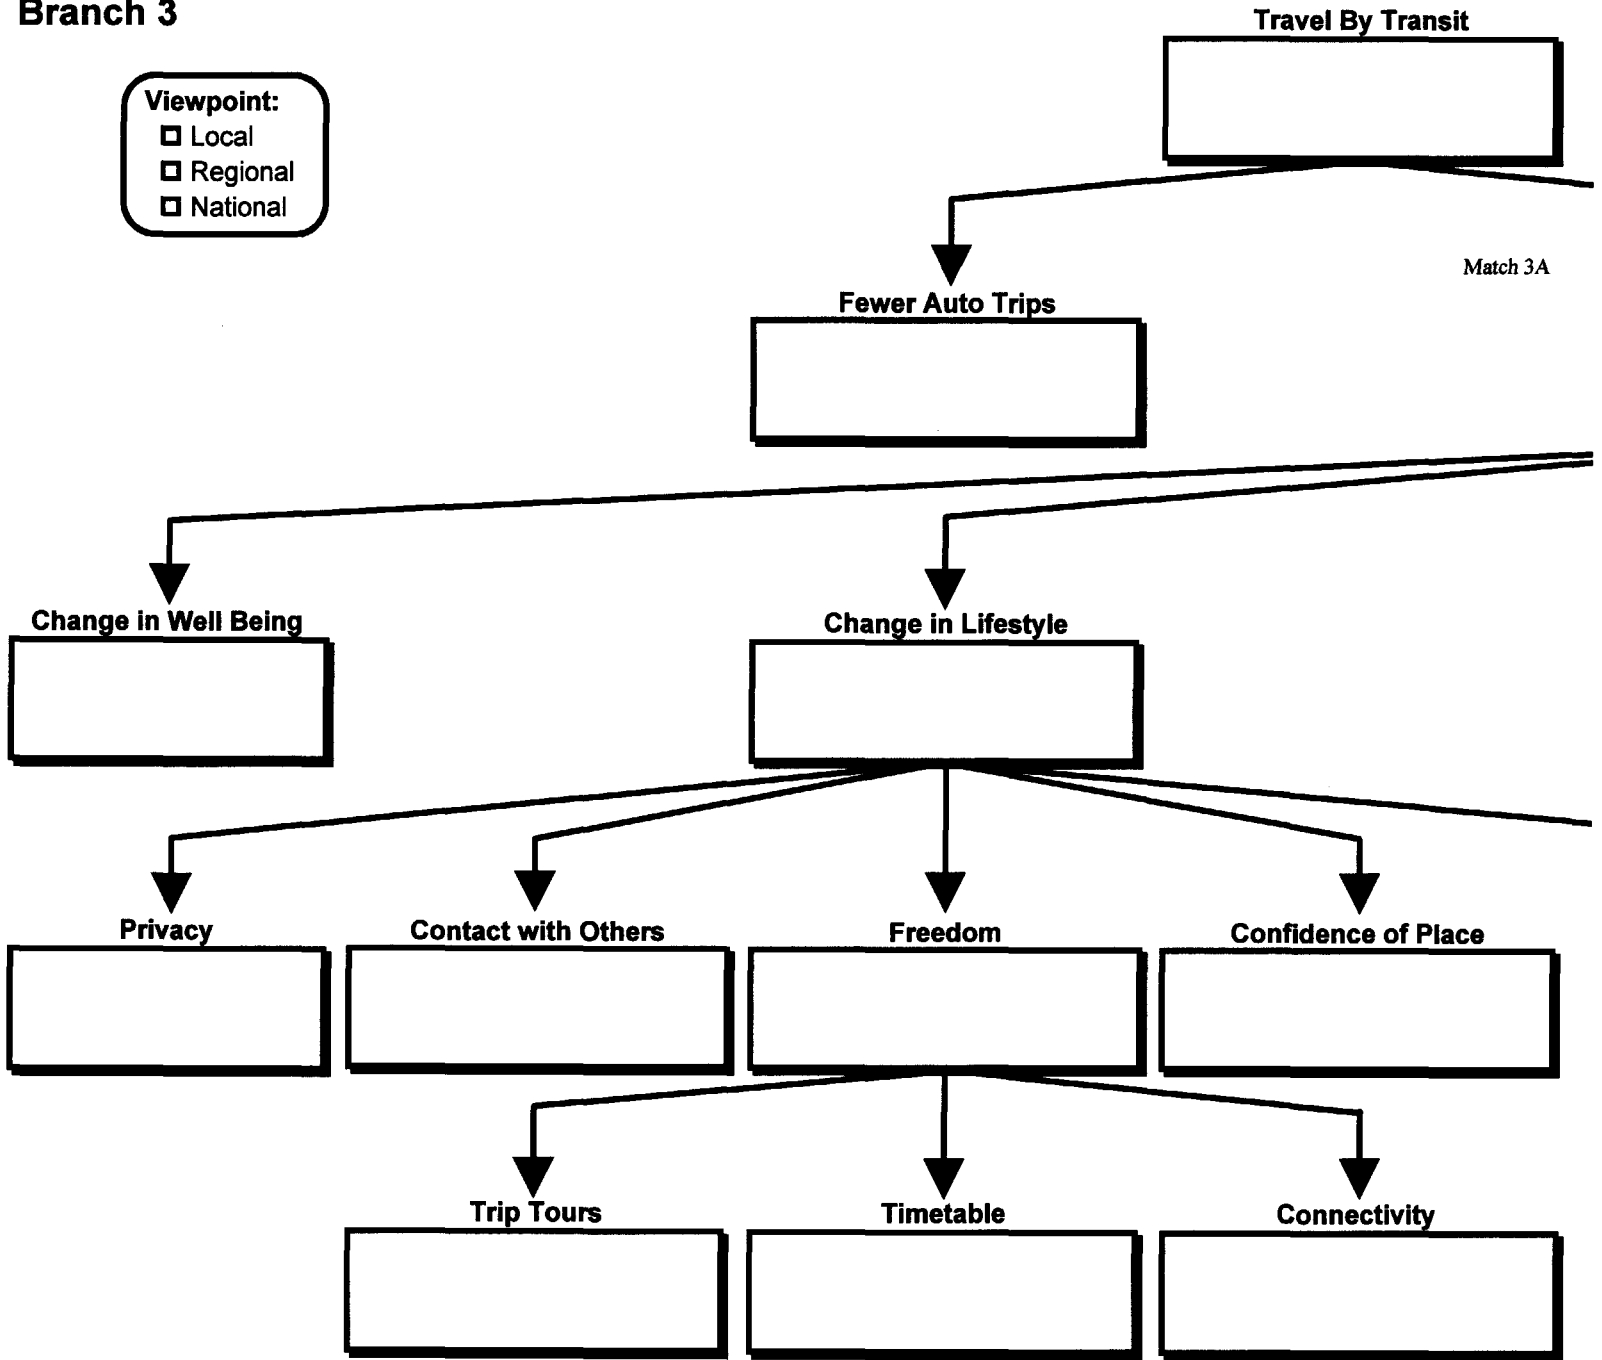 Branch 3
Travel By Transit
Viewpoint:
Local
Regional
National
Match 3A
Fewer Auto Trips
Change in Well Being
Change in Lifestyle
Privacy
Contact with Others
Freedom
Confidence of Place
Trip Tours
Timetable
Connectivity